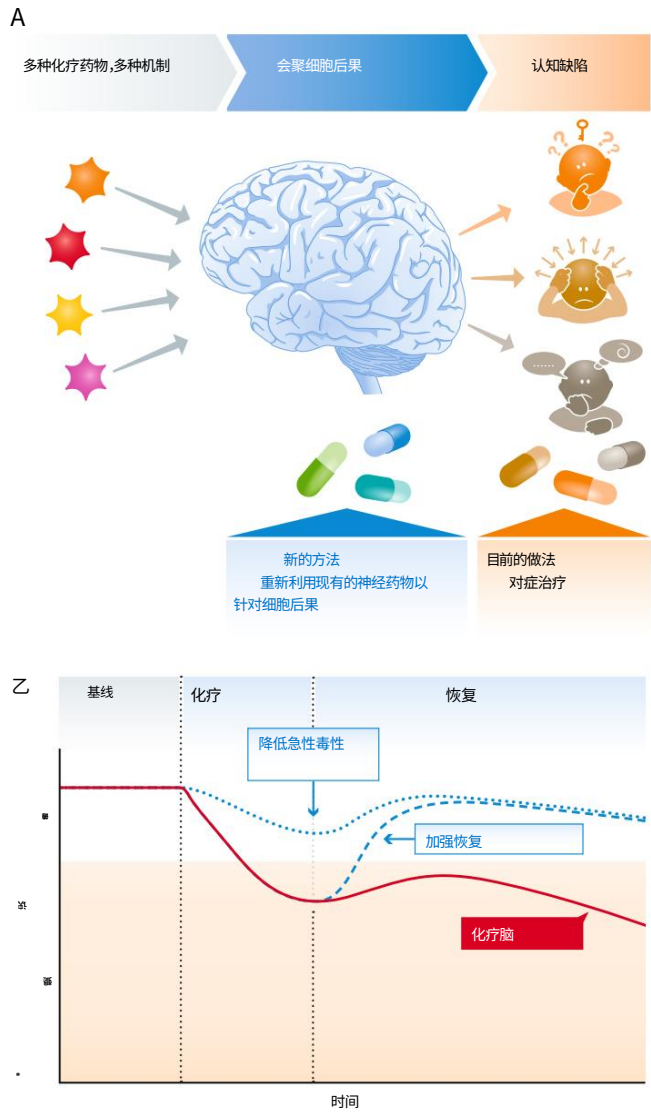 A
多种化疗药物,多种机制
会聚细胞后果
认知缺陷
新的方法
重新利用现有的神经药物以
针对细胞后果
目前的做法
对症治疗
乙
基线
化疗
恢复
降低急性毒性
加强恢复
化疗脑
时间